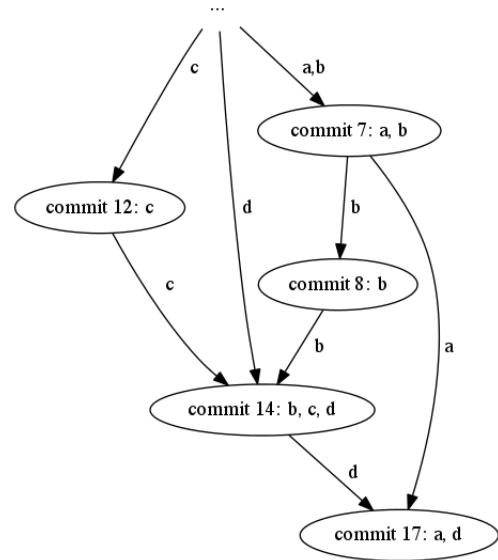 ...
c
a,b
commit 7: a, b
commit 12: c
d
b
commit 8: b
c
b
a
commit 14: b, c, d
d
commit 17: a, d